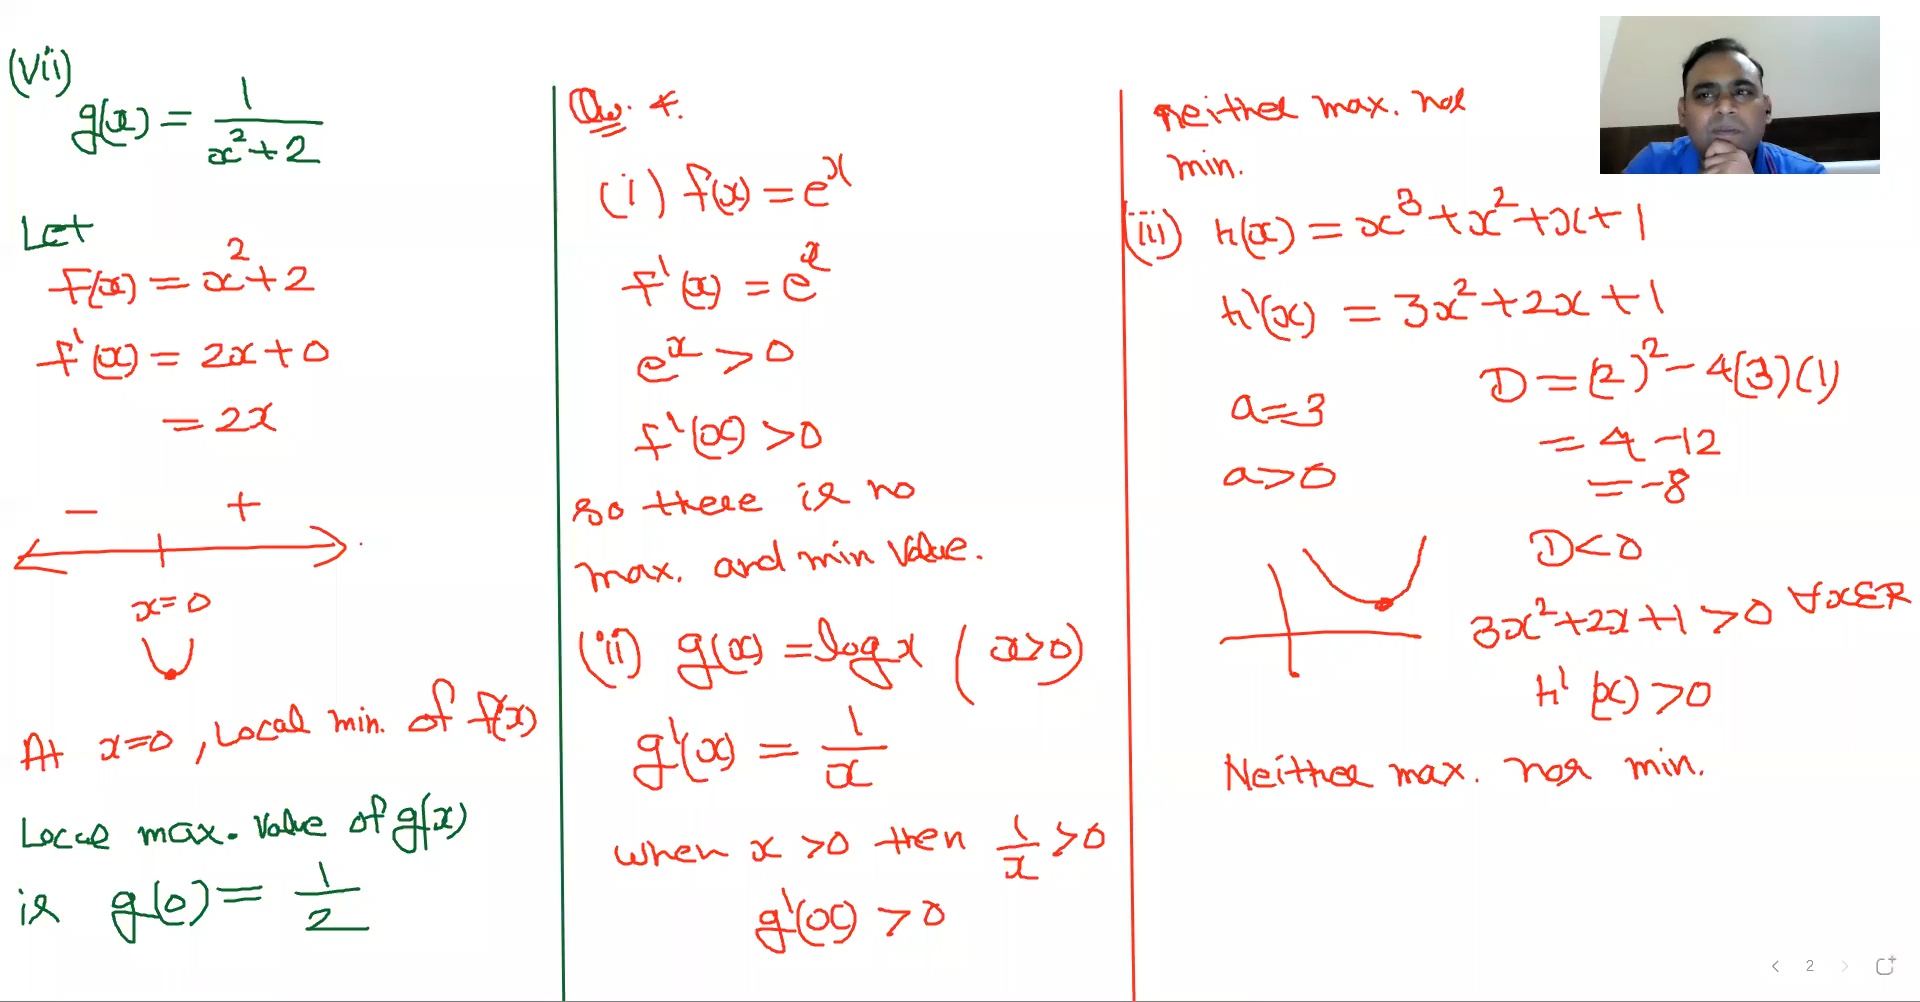 (vii)
g(x) = 1/(x² + 2)
Let
f(x) = x² + 2
f'(x) = 2x + 0
= 2x
− +
x=0
At x=0, Local min. of f(x)
Local max. value of g(x)
is g(0) = 1/2
Qu. 4.
(i) f(x) = eˣ
f'(x) = eˣ
eˣ > 0
f'(x) > 0
so there is no
max. and min value.
(ii) g(x) = log x (x>0)
g'(x) = 1/x
when x > 0 then 1/x > 0
g'(x) > 0
neither max. nor
min.
(iii) h(x) = x³ + x² + x + 1
h'(x) = 3x² + 2x + 1
a = 3
a > 0
D = (2)² − 4(3)(1)
= 4 − 12
= −8
D < 0
3x² + 2x + 1 > 0 ∀ x ∈ R
h'(x) > 0
Neither max. nor min.
2